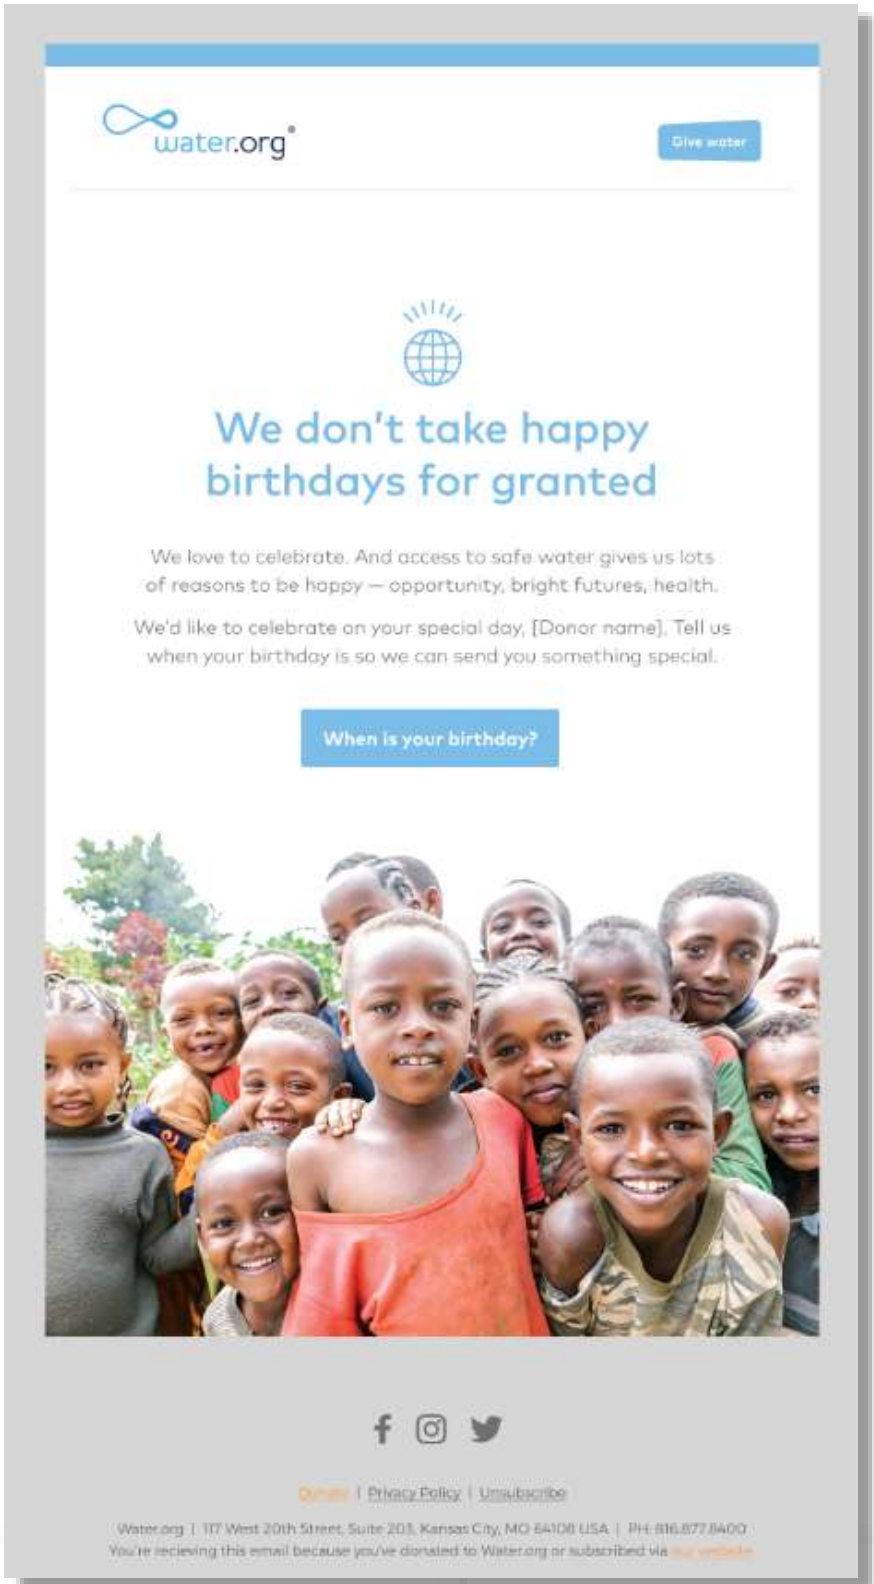 water.org
Give water
We don't take happy
birthdays for granted
We love to celebrate. And access to safe water gives us lots
of reasons to be happy — opportunity, bright futures, health.
We'd like to celebrate on your special day, [Donor name]. Tell us
when your birthday is so we can send you something special.
When is your birthday?
Donate | Privacy Policy | Unsubscribe
Water.org | 117 West 20th Street, Suite 203, Kansas City, MO 64108 USA | PH: 816.877.8400
You're recieving this email because you've donated to Water.org or subscribed via our website.